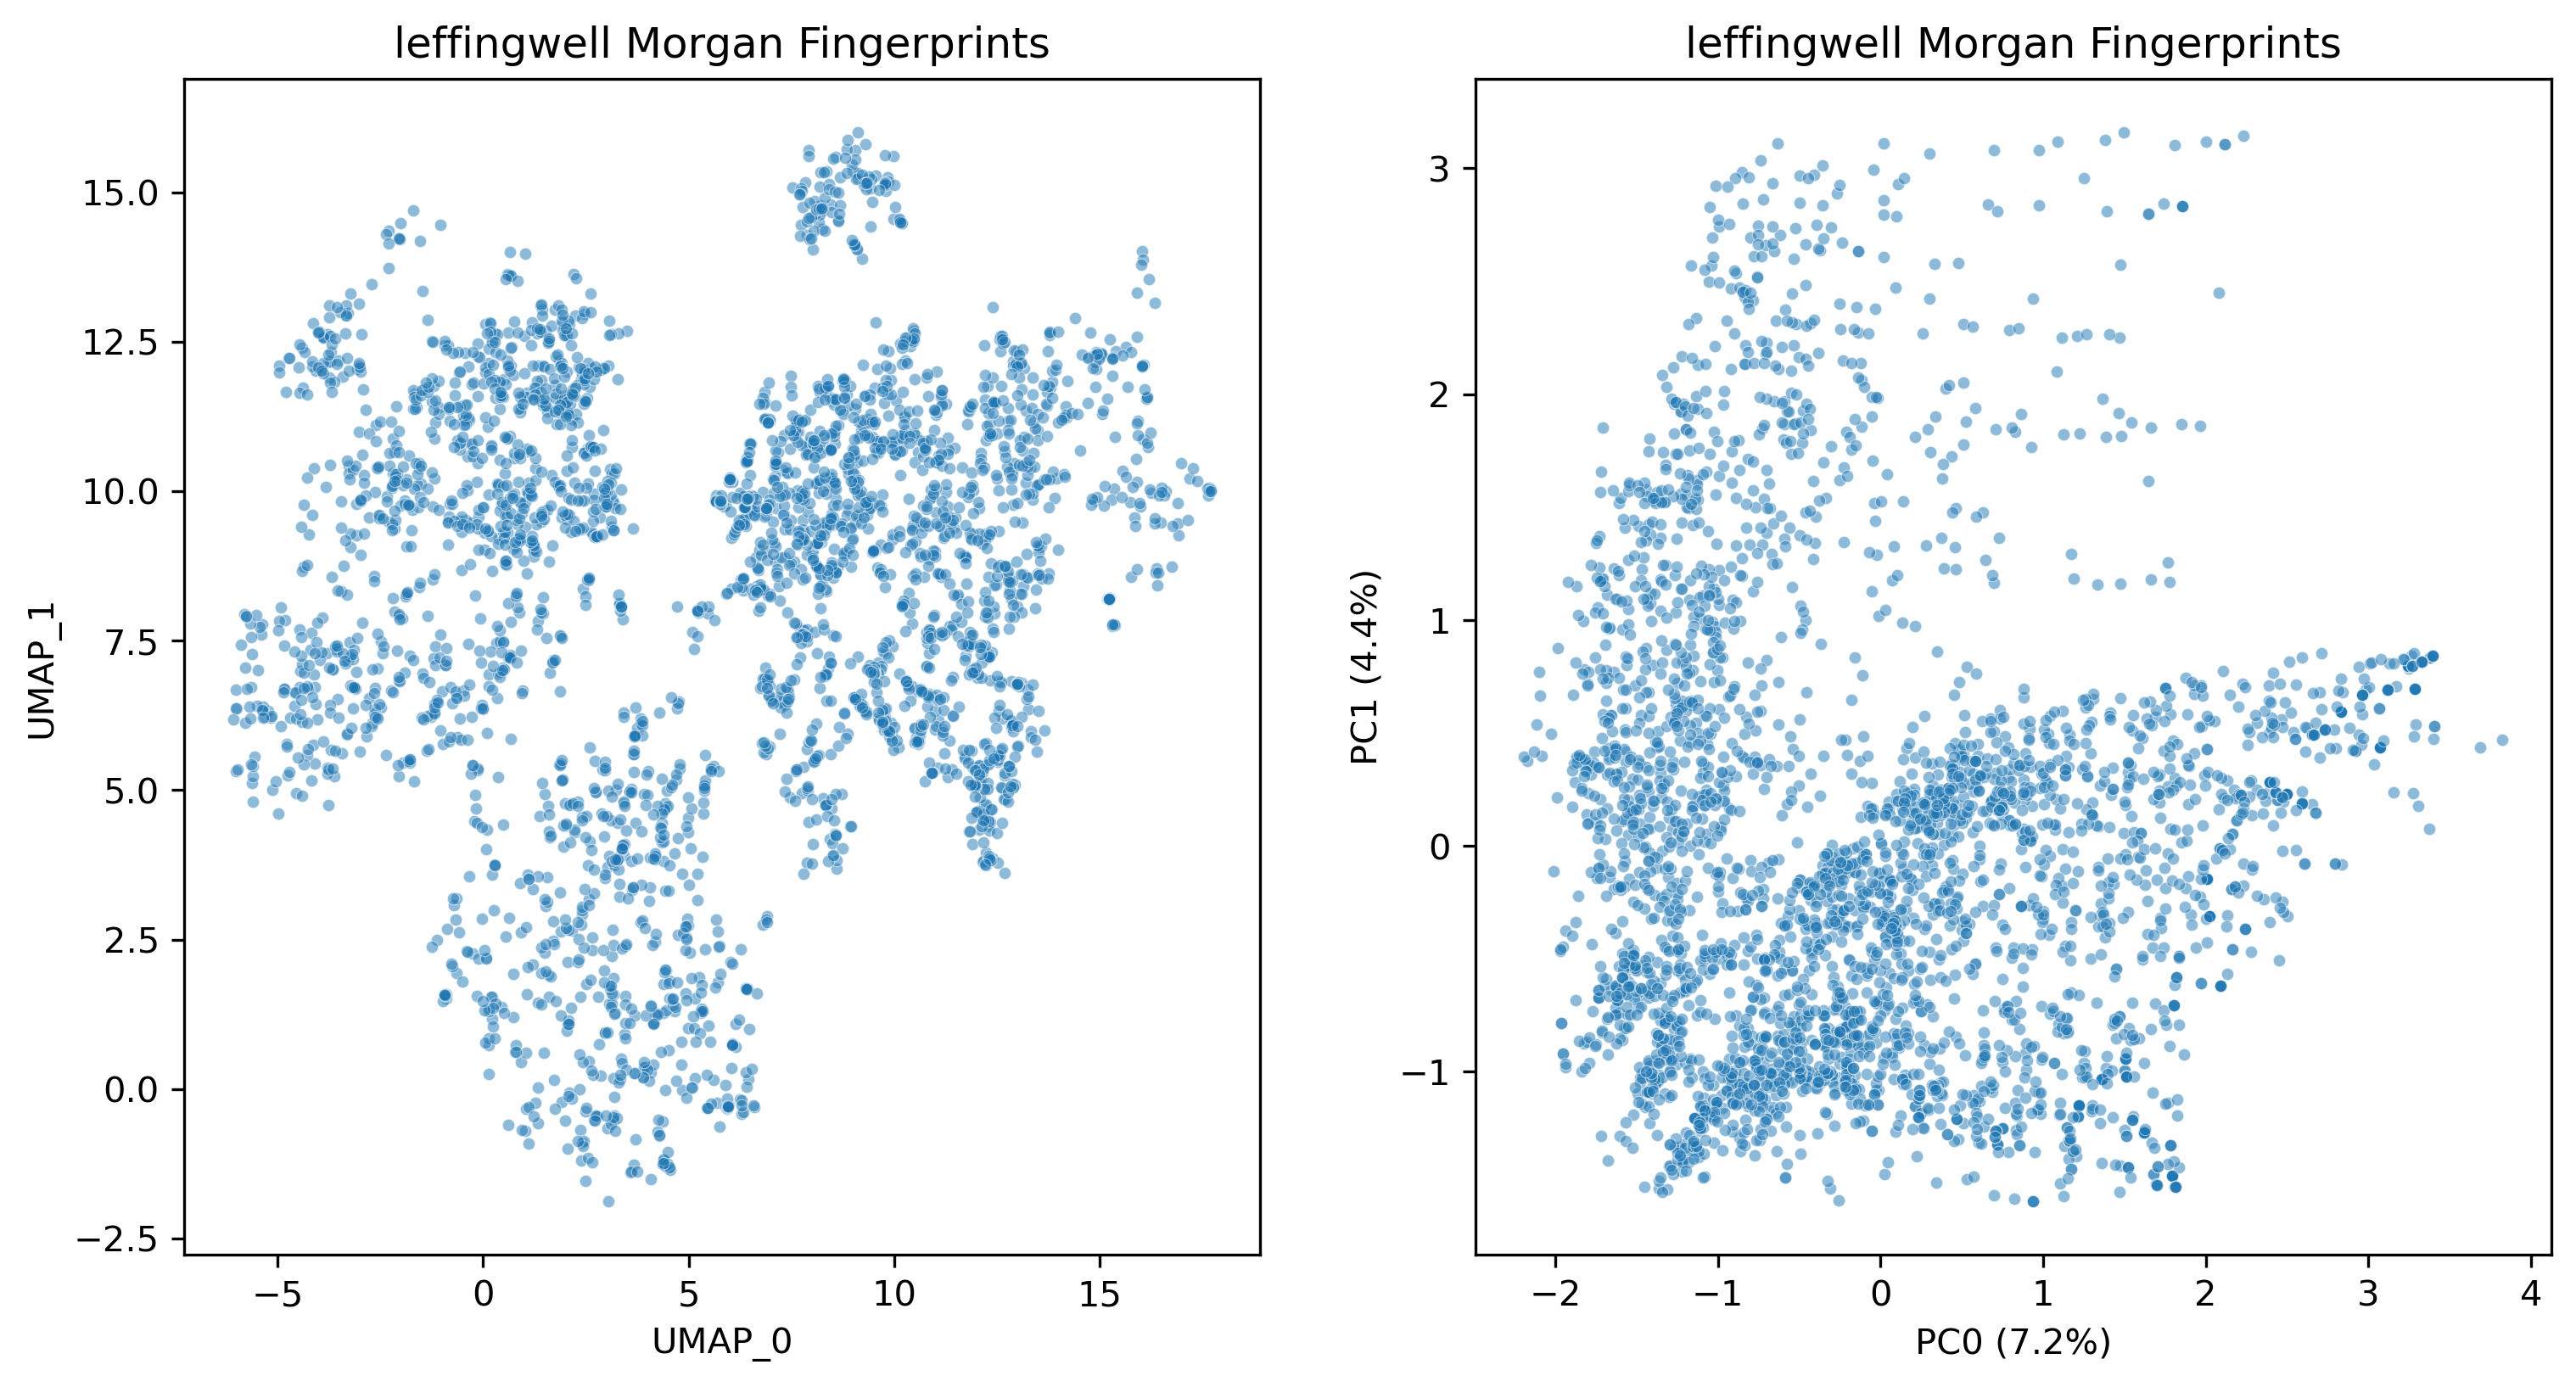 leffingwell Morgan Fingerprints
15.0
12.5
10.0
7.5
5.0
2.5
0.0
−2.5
UMAP_1
−5 0 5 10 15
UMAP_0
leffingwell Morgan Fingerprints
3
2
1
0
−1
PC1 (4.4%)
−2 −1 0 1 2 3 4
PC0 (7.2%)